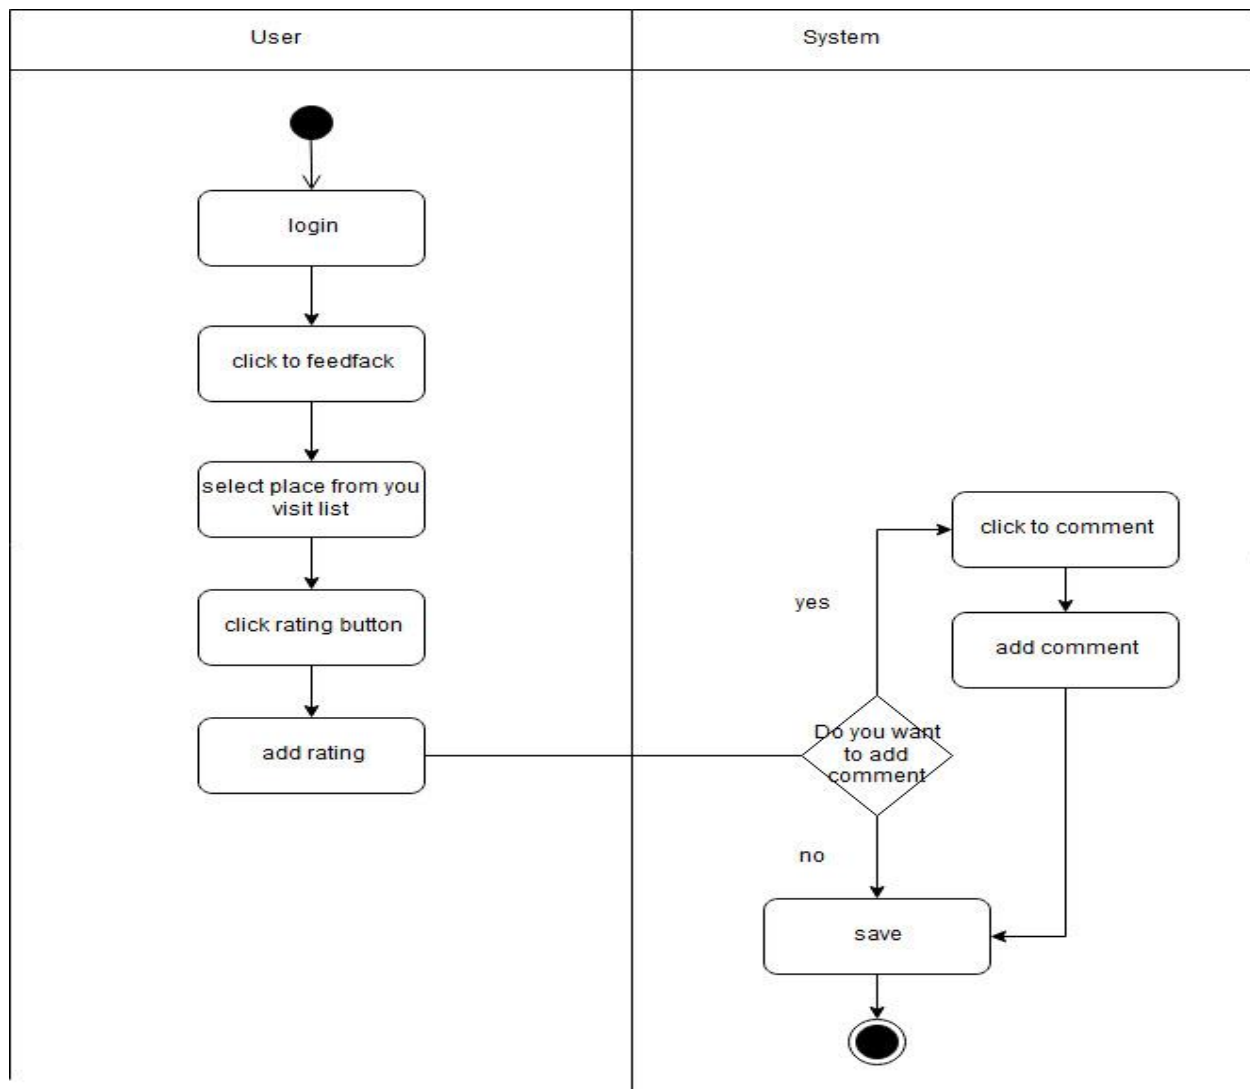 User
System
login
click to feedfack
select place from you
visit list
click rating button
add rating
Do you want
to add
comment
yes
click to comment
add comment
no
save